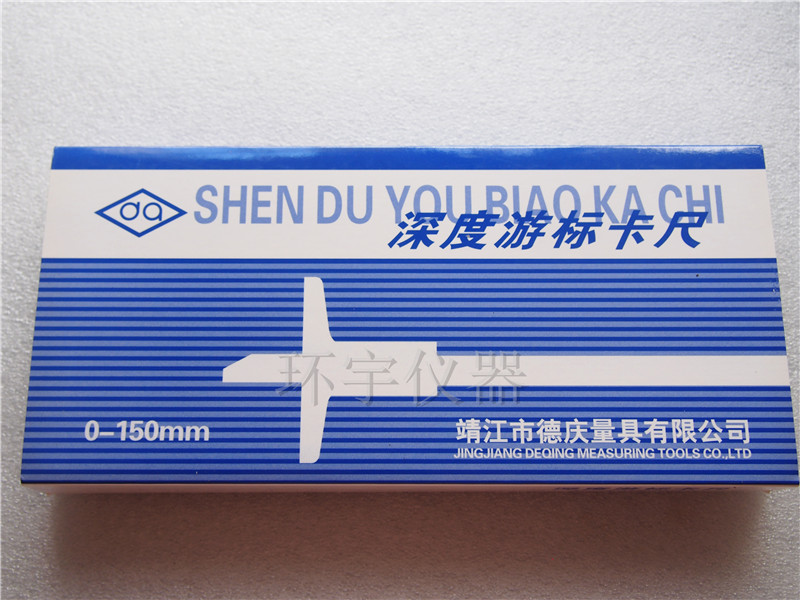 dq SHEN DU YOU BIAO KA CHI
深度游标卡尺
环宇仪器
0-150mm
靖江市德庆量具有限公司
JINGJIANG DEQING MEASURING TOOLS CO.,LTD